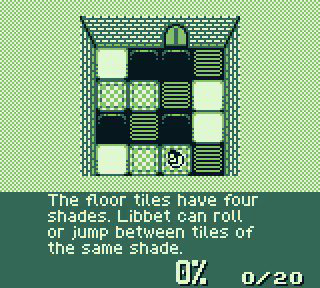 The floor tiles have four
shades. Libbet can roll
or jump between tiles of
the same shade.
0% 0/20